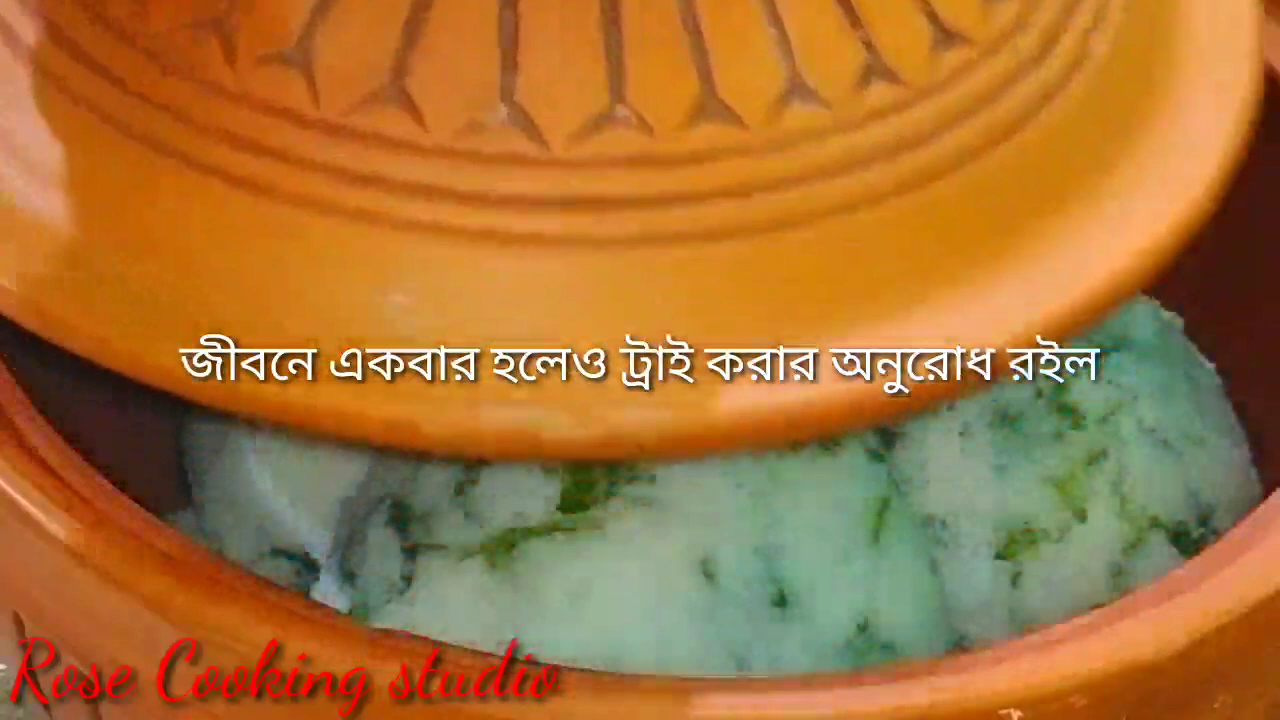 জীবনে একবার হলেও ট্রাই করার অনুরোধ রইল
Rose Cooking studio